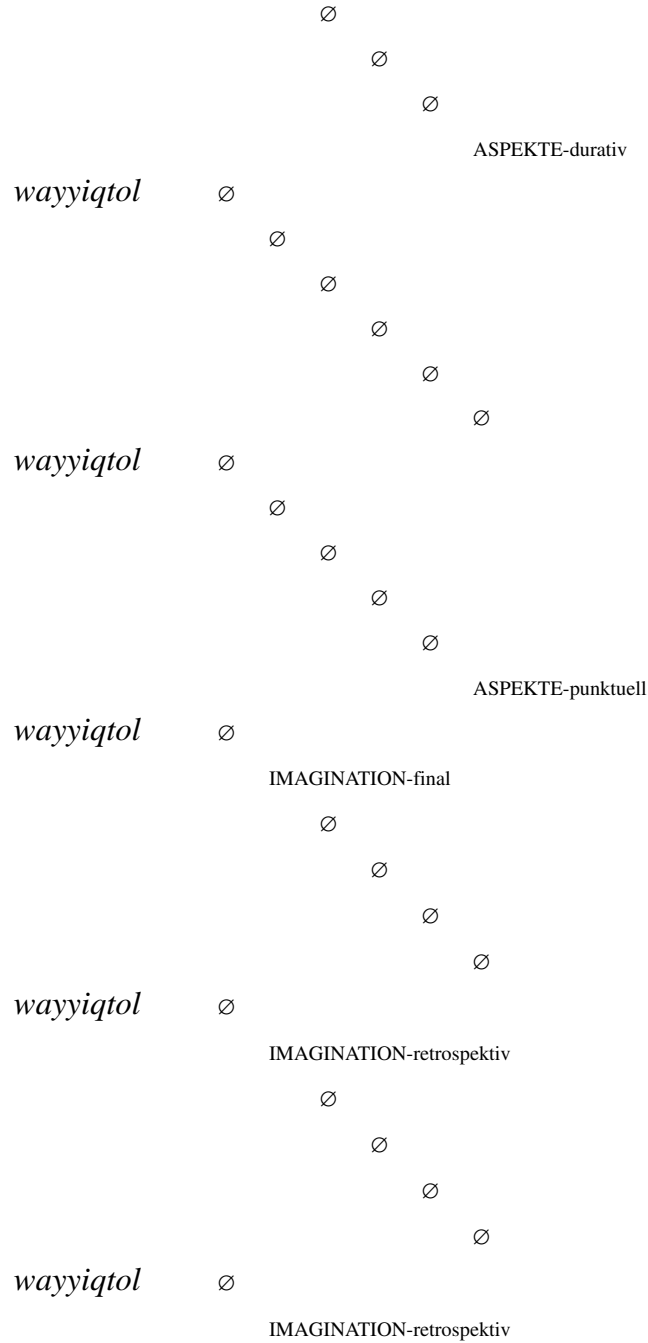 ∅
∅
∅
ASPEKTE-durativ
wayyiqtol ∅
∅
∅
∅
∅
∅
wayyiqtol ∅
∅
∅
∅
∅
ASPEKTE-punktuell
wayyiqtol ∅
IMAGINATION-final
∅
∅
∅
∅
wayyiqtol ∅
IMAGINATION-retrospektiv
∅
∅
∅
∅
wayyiqtol ∅
IMAGINATION-retrospektiv